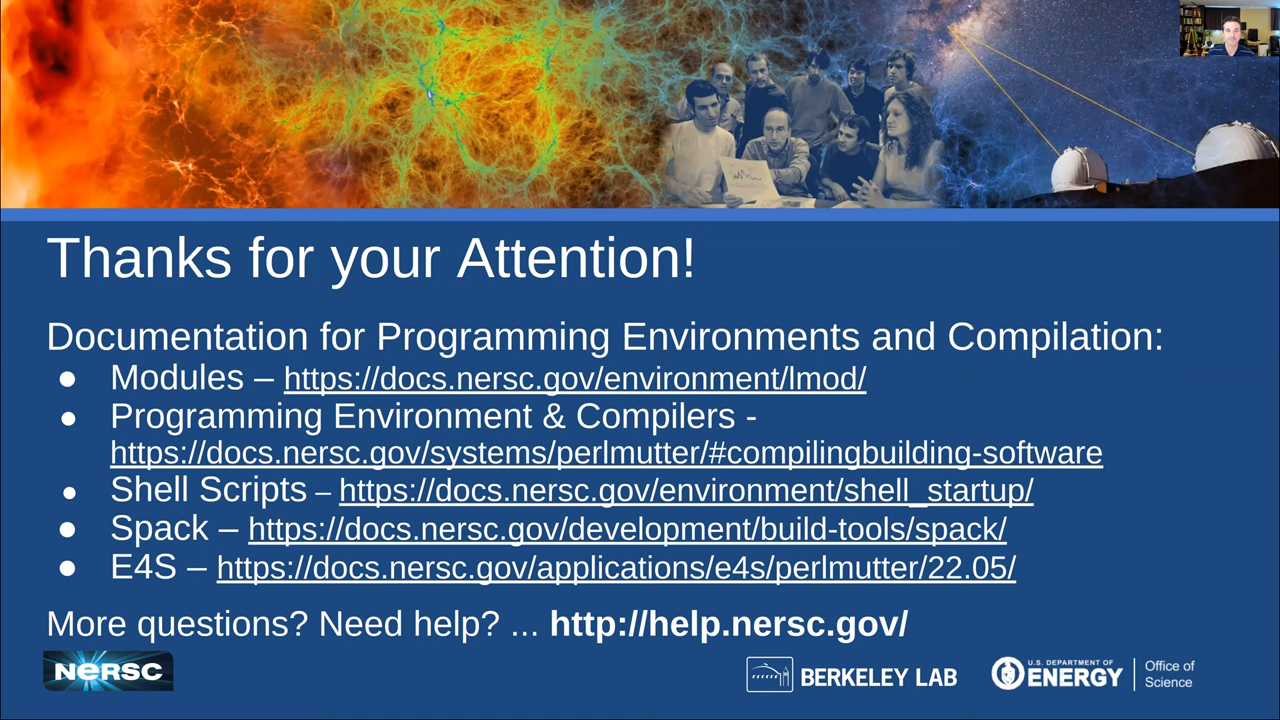 Thanks for your Attention!
Documentation for Programming Environments and Compilation:
● Modules – https://docs.nersc.gov/environment/lmod/
● Programming Environment & Compilers -
https://docs.nersc.gov/systems/perlmutter/#compilingbuilding-software
● Shell Scripts – https://docs.nersc.gov/environment/shell_startup/
● Spack – https://docs.nersc.gov/development/build-tools/spack/
● E4S – https://docs.nersc.gov/applications/e4s/perlmutter/22.05/
More questions? Need help? ... http://help.nersc.gov/
NERSC
BERKELEY LAB
U.S. DEPARTMENT OF
ENERGY
Office of
Science